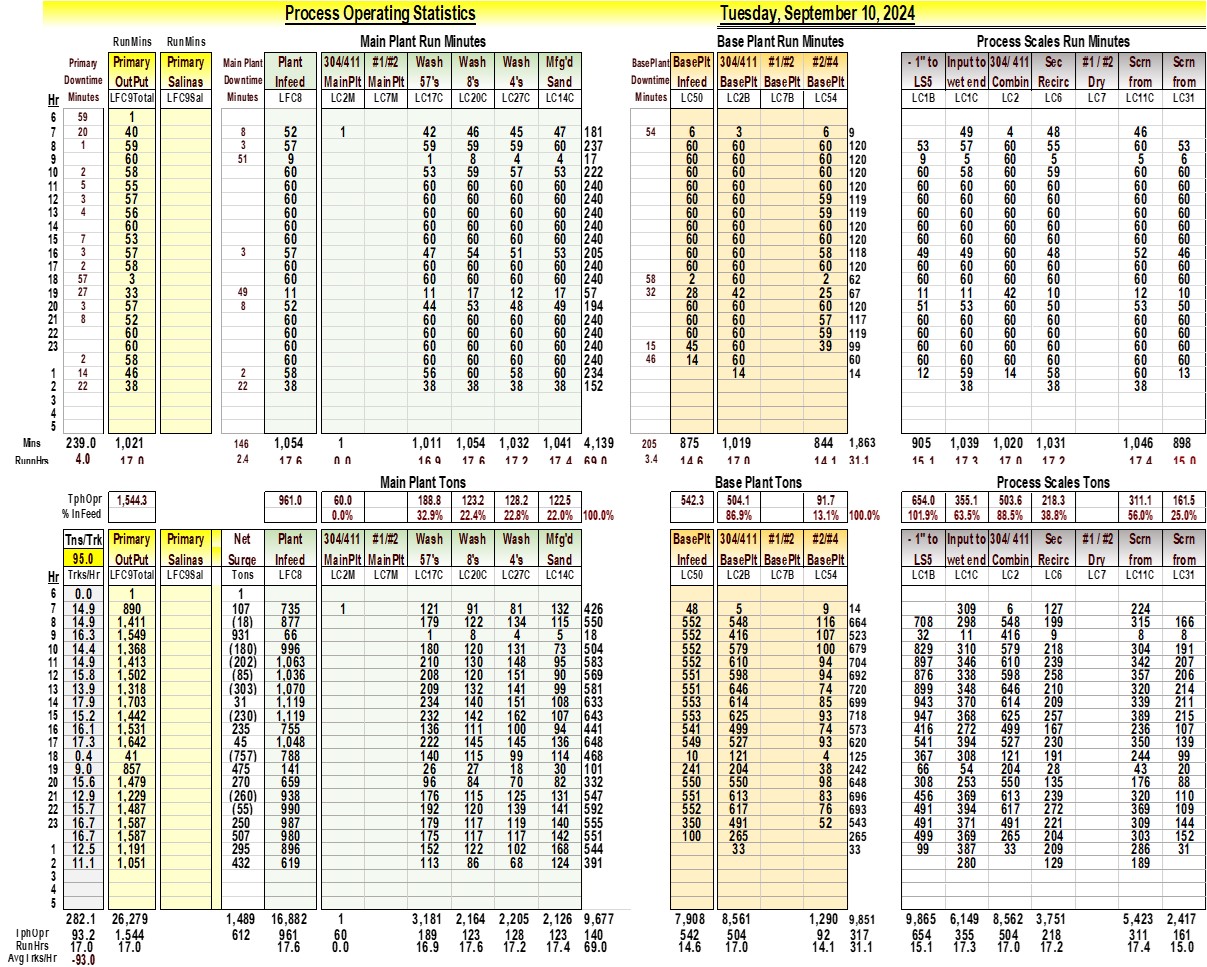 Process Operating Statistics Tuesday, September 10, 2024
RunMins RunMins Main Plant Run Minutes Base Plant Run Minutes Process Scales Run Minutes
Primary Primary Primary Main Plant Plant 304/411 #1/#2 Wash Wash Wash Mfg'd BasePlant BasePlt 304/411 #1/#2 #2/#4 - 1" to Input to 304/ 411 Sec #1 / #2 Scrn Scrn
Downtime OutPut Salinas Downtime Infeed MainPlt MainPlt 57's 8's 4's Sand Downtime Infeed BasePlt BasePlt BasePlt LS5 wet end Combin Recirc Dry from from
Hr Minutes LFC9Total LFC9Sal Minutes LFC8 LC2M LC7M LC17C LC20C LC27C LC14C Minutes LC50 LC2B LC7B LC54 LC1B LC1C LC2 LC6 LC7 LC11C LC31
6 59 1
7 20 40 8 52 1 42 46 45 47 181 54 6 3 6 9 49 4 48 46
8 1 59 3 57 59 59 59 60 237 60 60 60 120 53 57 60 55 60 53
9 60 51 9 1 8 4 4 17 60 60 60 120 9 5 60 5 5 6
10 2 58 60 53 59 57 53 222 60 60 60 120 60 58 60 59 60 60
11 5 55 60 60 60 60 60 240 60 60 60 120 60 60 60 60 60 60
12 3 57 60 60 60 60 60 240 60 60 59 119 60 60 60 60 60 60
13 4 56 60 60 60 60 60 240 60 60 59 119 60 60 60 60 60 60
14 60 60 60 60 60 60 240 60 60 60 120 60 60 60 60 60 60
15 7 53 60 60 60 60 60 240 60 60 60 120 60 60 60 60 60 60
16 3 57 3 57 47 54 51 53 205 60 60 58 118 49 49 60 48 52 46
17 2 58 60 60 60 60 60 240 60 60 60 120 60 60 60 60 60 60
18 57 3 60 60 60 60 60 240 58 2 60 2 62 60 60 60 60 60 60
19 27 33 49 11 11 17 12 17 57 32 28 42 25 67 11 11 42 10 12 10
20 3 57 8 52 44 53 48 49 194 60 60 60 120 51 53 60 50 53 50
21 8 52 60 60 60 60 60 240 60 60 57 117 60 60 60 60 60 60
22 60 60 60 60 60 60 240 60 60 59 119 60 60 60 60 60 60
23 60 60 60 60 60 60 240 15 45 60 39 99 60 60 60 60 60 60
2 58 60 60 60 60 60 240 46 14 60 60 60 60 60 60 60 60
1 14 46 2 58 56 60 58 60 234 14 14 12 59 14 58 60 13
2 22 38 22 38 38 38 38 38 152 38 38 38
3
4
5
Mins 239.0 1,021 146 1,054 1 1,011 1,054 1,032 1,041 4,139 205 875 1,019 844 1,863 905 1,039 1,020 1,031 1,046 898
RunnHrs 4.0 17.0 2.4 17.6 0.0 16.9 17.6 17.2 17.4 69.0 3.4 14.6 17.0 14.1 31.1 15.1 17.3 17.0 17.2 17.4 15.0
Main Plant Tons Base Plant Tons Process Scales Tons
TphOpr 1,544.3 961.0 60.0 188.8 123.2 128.2 122.5 542.3 504.1 91.7 654.0 355.1 503.6 218.3 311.1 161.5
% InFeed 0.0% 32.9% 22.4% 22.8% 22.0% 100.0% 86.9% 13.1% 100.0% 101.9% 63.5% 88.5% 38.8% 56.0% 25.0%
Tns/Trk Primary Primary Net Plant 304/411 #1/#2 Wash Wash Wash Mfg'd BasePlt 304/411 #1/#2 #2/#4 - 1" to Input to 304/ 411 Sec #1 / #2 Scrn Scrn
95.0 OutPut Salinas Surge Infeed MainPlt MainPlt 57's 8's 4's Sand Infeed BasePlt BasePlt BasePlt LS5 wet end Combin Recirc Dry from from
Hr Trks/Hr LFC9Total LFC9Sal Tons LFC8 LC2M LC7M LC17C LC20C LC27C LC14C LC50 LC2B LC7B LC54 LC1B LC1C LC2 LC6 LC7 LC11C LC31
6 0.0 1 1
7 14.9 890 107 735 1 121 91 81 132 426 48 5 9 14 309 6 127 224
8 14.9 1,411 (18) 877 179 122 134 115 550 552 548 116 664 708 298 548 199 315 166
9 16.3 1,549 931 66 1 8 4 5 18 552 416 107 523 32 11 416 9 8 8
10 14.4 1,368 (180) 996 180 120 131 73 504 552 579 100 679 829 310 579 218 304 191
11 14.9 1,413 (202) 1,063 210 130 148 95 583 552 610 94 704 897 346 610 239 342 207
12 15.8 1,502 (85) 1,036 208 120 151 90 569 551 598 94 692 876 338 598 258 357 206
13 13.9 1,318 (303) 1,070 209 132 141 99 581 551 646 74 720 899 348 646 210 320 214
14 17.9 1,703 31 1,119 234 140 151 108 633 553 614 85 699 943 370 614 209 339 211
15 15.2 1,442 (230) 1,119 232 142 162 107 643 553 625 93 718 947 368 625 257 389 215
16 16.1 1,531 235 755 136 111 100 94 441 541 499 74 573 416 272 499 167 236 107
17 17.3 1,642 45 1,048 222 145 145 136 648 549 527 93 620 541 394 527 230 350 139
18 0.4 41 (757) 788 140 115 99 114 468 10 121 4 125 367 308 121 191 244 99
19 9.0 857 475 141 26 27 18 30 101 241 204 38 242 66 54 204 28 43 20
20 15.6 1,479 270 659 96 84 70 82 332 550 550 98 648 308 253 550 135 176 88
21 12.9 1,229 (260) 938 176 115 125 131 547 551 613 83 696 456 369 613 239 320 110
22 15.7 1,487 (55) 990 192 120 139 141 592 552 617 76 693 491 394 617 272 369 109
23 16.7 1,587 250 987 179 117 119 140 555 350 491 52 543 491 371 491 221 309 144
16.7 1,587 507 980 175 117 117 142 551 100 265 265 499 369 265 204 303 152
1 12.5 1,191 295 896 152 122 102 168 544 33 33 99 387 33 209 286 31
2 11.1 1,051 432 619 113 86 68 124 391 280 129 189
3
4
5
282.1 26,279 1,489 16,882 1 3,181 2,164 2,205 2,126 9,677 7,908 8,561 1,290 9,851 9,865 6,149 8,562 3,751 5,423 2,417
TphOpr 93.2 1.544 612 961 60 189 123 128 123 140 542 504 92 317 654 355 504 218 311 161
RunHrs 17.0 17.0 17.6 0.0 16.9 17.6 17.2 17.4 69.0 14.6 17.0 14.1 31.1 15.1 17.3 17.0 17.2 17.4 15.0
AvgTrks/Hr -93.0